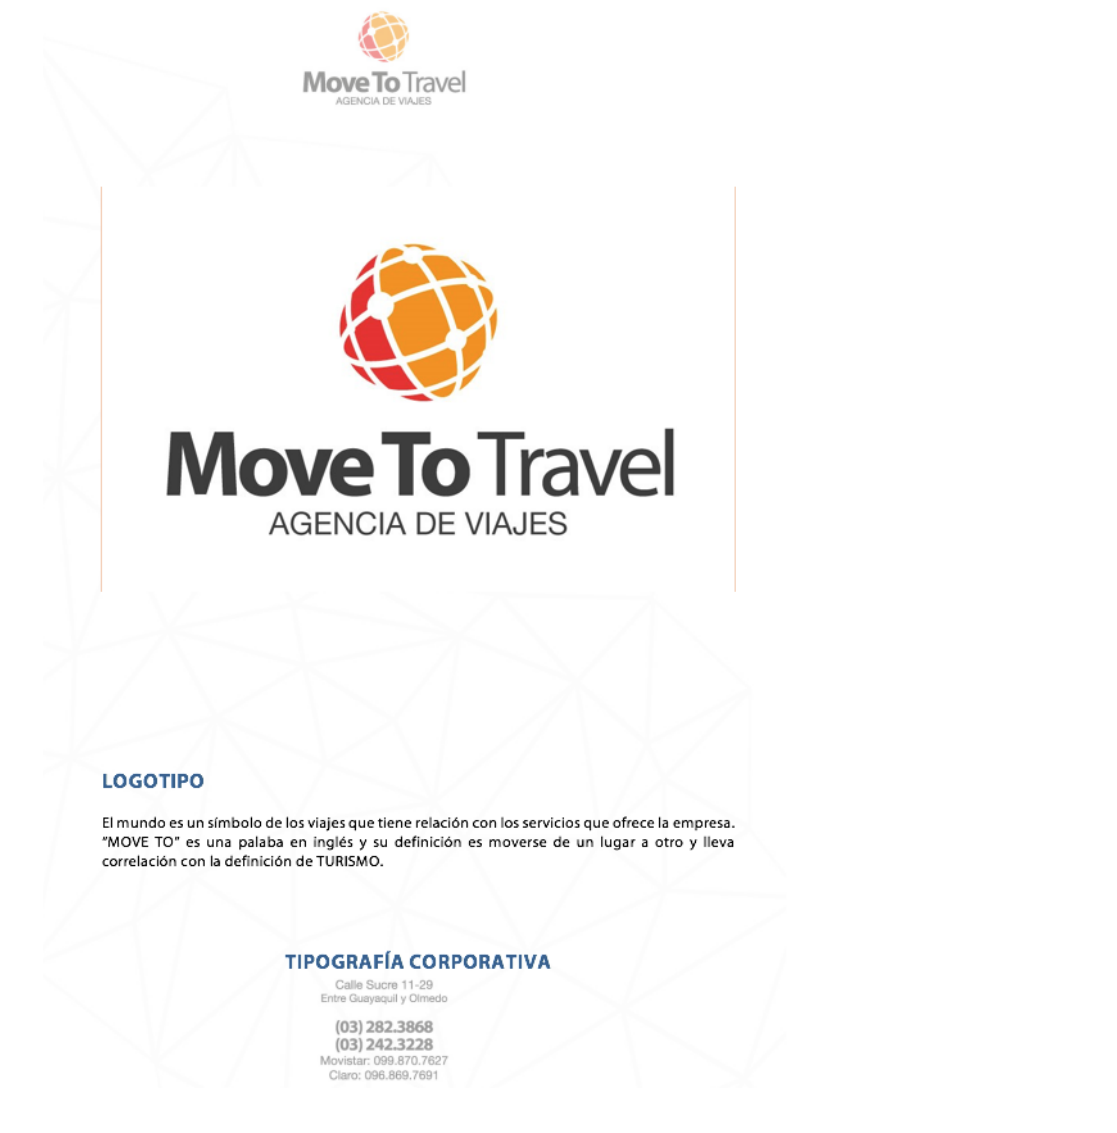 Move To Travel
AGENCIA DE VIAJES
Move To Travel
AGENCIA DE VIAJES
LOGOTIPO
El mundo es un símbolo de los viajes que tiene relación con los servicios que ofrece la empresa.
"MOVE TO" es una palaba en inglés y su definición es moverse de un lugar a otro y lleva
correlación con la definición de TURISMO.
TIPOGRAFÍA CORPORATIVA
Calle Sucre 11-29
Entre Guayaquil y Olmedo
(03) 282.3868
(03) 242.3228
Movistar: 099.870.7627
Claro: 096.869.7691